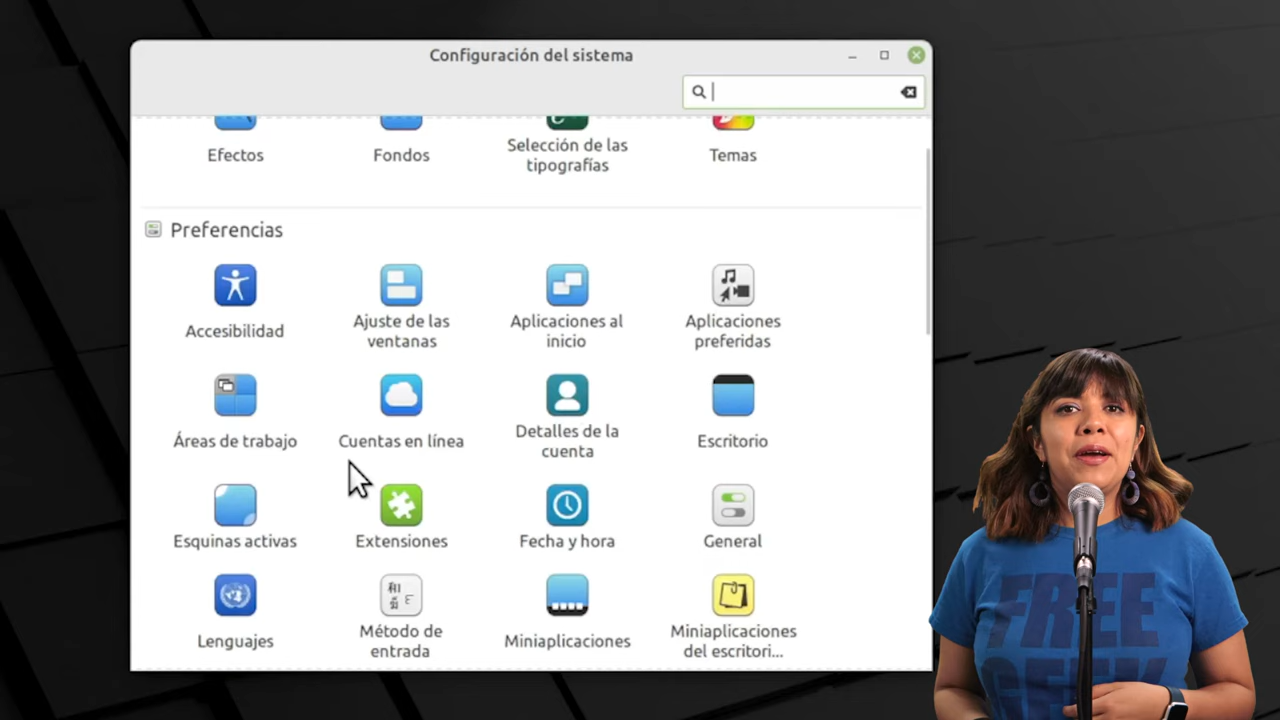 Configuración del sistema
Efectos
Fondos
Selección de las
tipografías
Temas
Preferencias
Accesibilidad
Ajuste de las
ventanas
Aplicaciones al
inicio
Aplicaciones
preferidas
Áreas de trabajo
Cuentas en línea
Detalles de la
cuenta
Escritorio
Esquinas activas
Extensiones
Fecha y hora
General
Lenguajes
Método de
entrada
Miniaplicaciones
Miniaplicaciones
del escritori...
FREE
GEEK